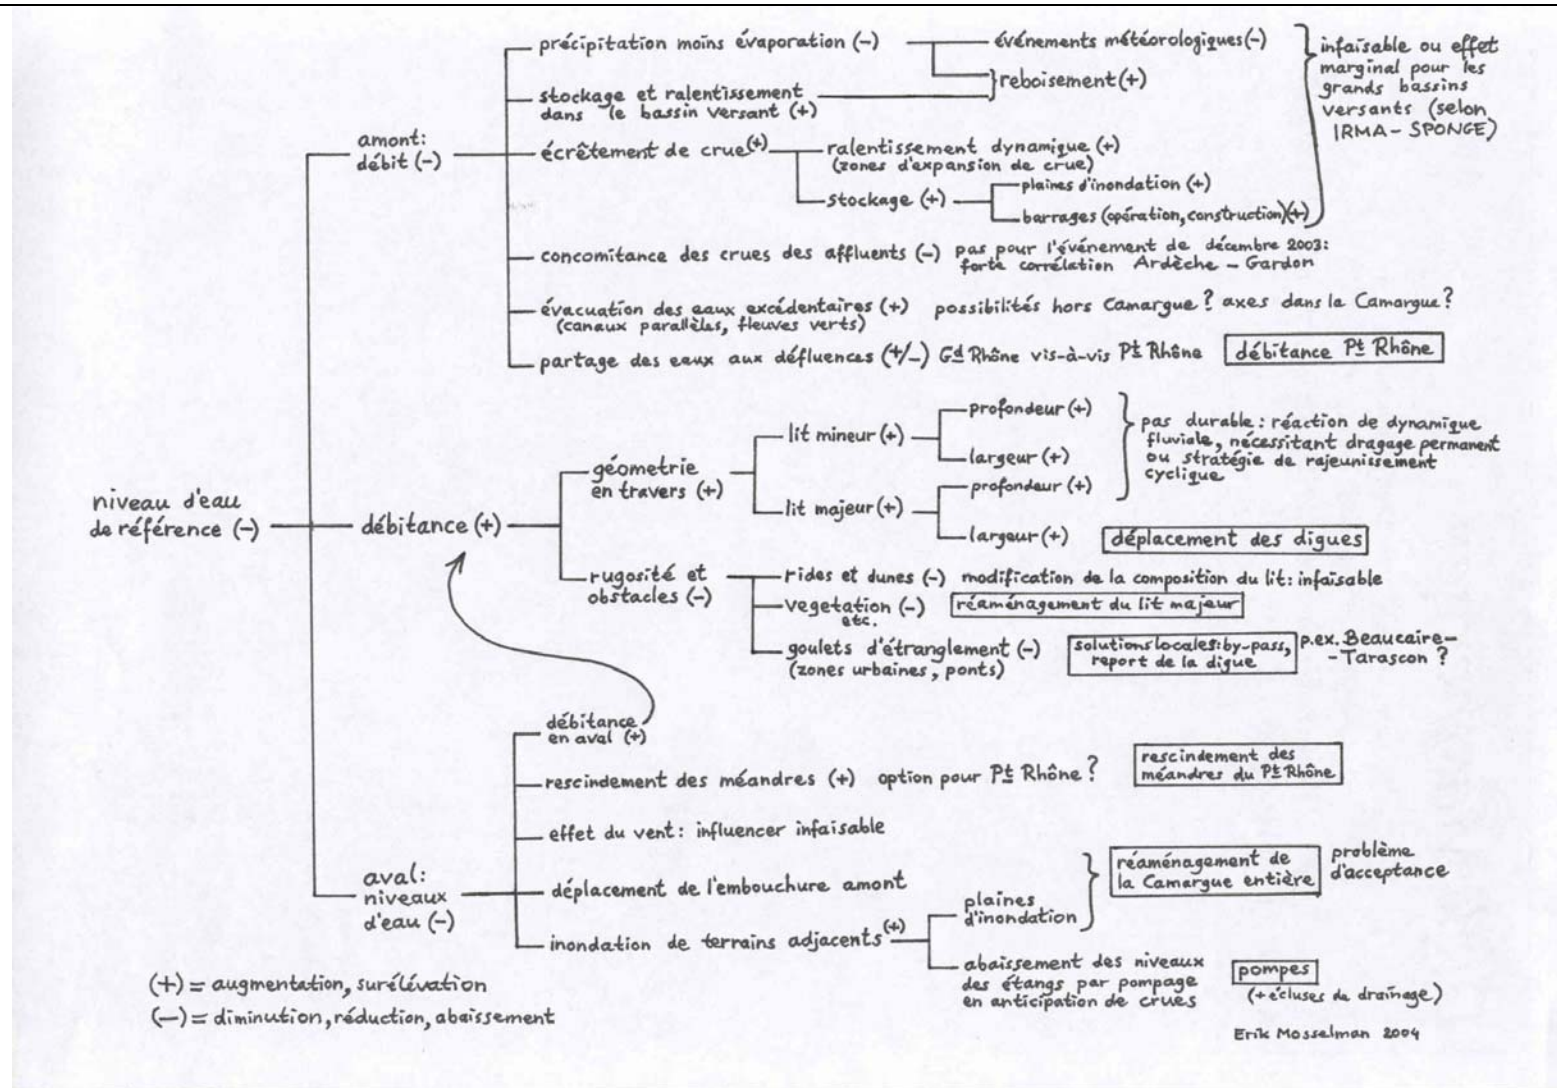 précipitation moins évaporation (-)
événements météorologiques (-)
reboisement (+)
infaisable ou effet
marginal pour les
grands bassins
versants (selon
IRMA-SPONGE)
stockage et ralentissement
dans le bassin versant (+)
amont:
débit (-)
écrêtement de crue (+)
ralentissement dynamique (+)
(zones d'expansion de crue)
stockage (+)
plaines d'inondation (+)
barrages (opération, construction) (+)
concomitance des crues des affluents (-) pas pour l'événement de décembre 2003:
forte corrélation Ardèche - Gardon
évacuation des eaux excédentaires (+) possibilités hors Camargue? axes dans la Camargue?
(canaux parallèles, fleuves verts)
partage des eaux aux défluences (+/-) Gd Rhône vis-à-vis Pt Rhône débitance Pt Rhône
niveau d'eau
de référence (-)
débitance (+)
géometrie
en travers (+)
lit mineur (+)
profondeur (+)
largeur (+)
lit majeur (+)
profondeur (+)
largeur (+)
pas durable: réaction de dynamique
fluviale, nécessitant dragage permanent
ou stratégie de rajeunissement
cyclique
déplacement des digues
rugosité et
obstacles (-)
rides et dunes (-) modification de la composition du lit: infaisable
vegetation (-) réaménagement du lit majeur
etc.
goulets d'étranglement (-)
(zones urbaines, ponts)
solutions locales: by-pass,
report de la digue
p.ex. Beaucaire-
-Tarascon?
débitance
en aval (+)
rescindement des méandres (+) option pour Pt Rhône?
rescindement des
méandres du Pt Rhône
effet du vent: influencer infaisable
aval:
niveaux
d'eau (-)
déplacement de l'embouchure amont
inondation de terrains adjacents (+)
plaines
d'inondation
réaménagement de
la Camargue entière
problème
d'acceptance
abaissement des niveaux
des étangs par pompage
en anticipation de crues
pompes
(+ écluses de draînage)
(+) = augmentation, surélévation
(-) = diminution, réduction, abaissement
Erik Mosselman 2004